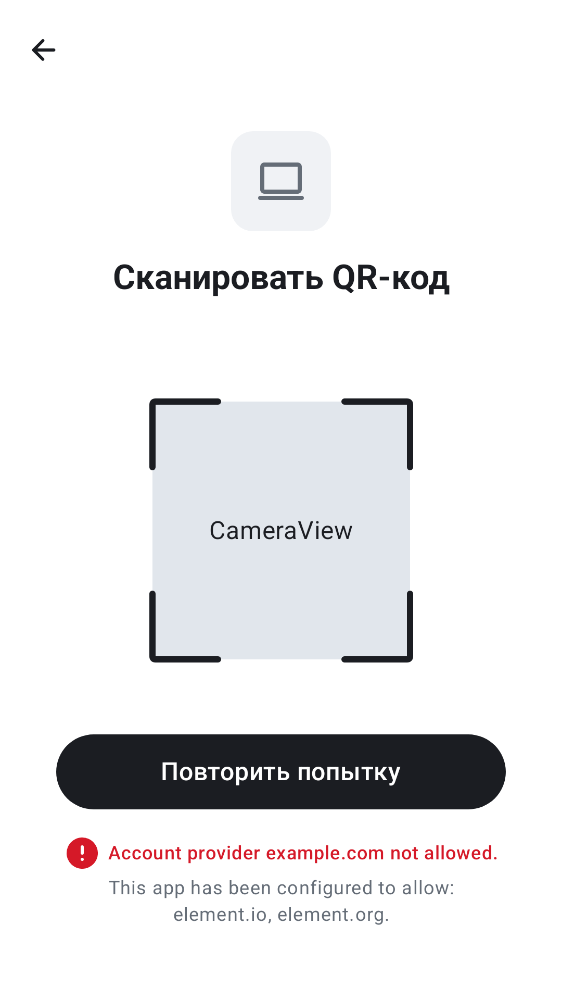 Сканировать QR-код
CameraView
Повторить попытку
Account provider example.com not allowed.
This app has been configured to allow:
element.io, element.org.